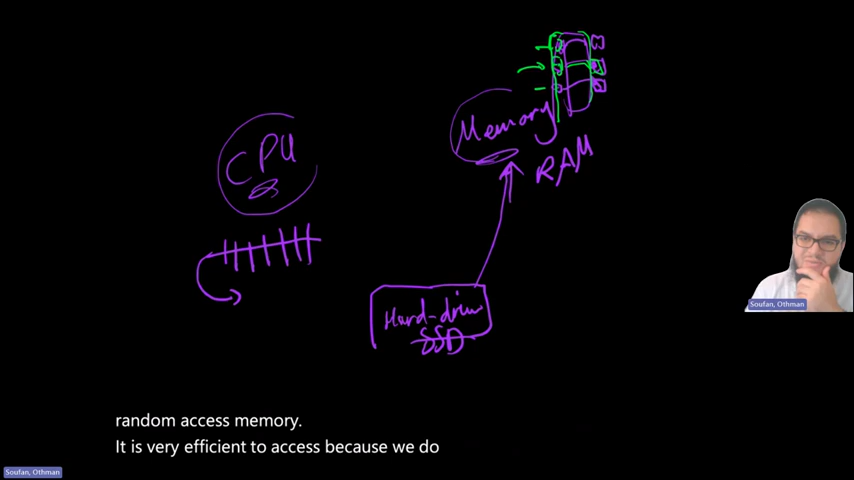 Memory
RAM
CPU
Hard-drive
SSD
Soufan, Othman
random access memory.
It is very efficient to access because we do
Soufan, Othman